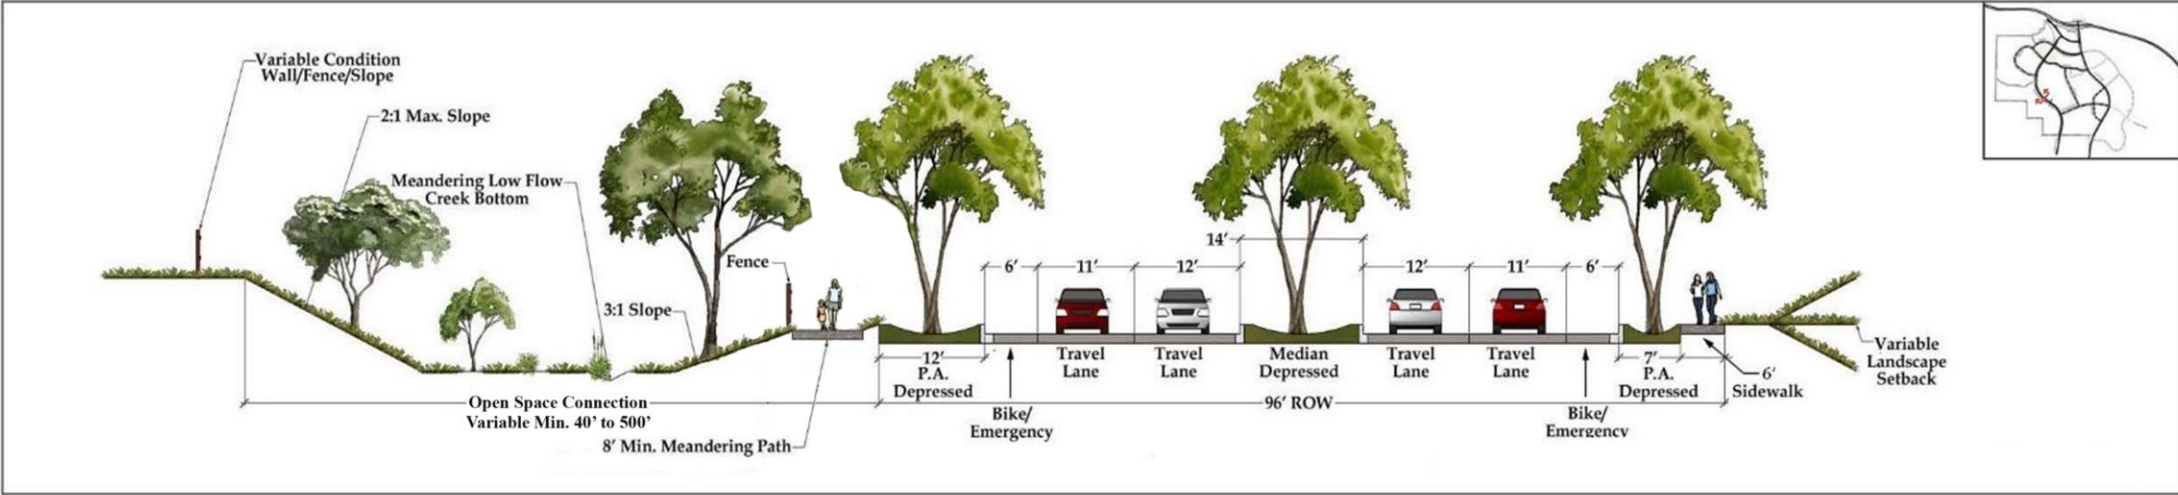 Variable Condition
Wall/Fence/Slope
2:1 Max. Slope
Meandering Low Flow
Creek Bottom
3:1 Slope
Fence
Open Space Connection
Variable Min. 40' to 500'
8' Min. Meandering Path
14'
6'
11'
12'
12'
11'
6'
12'
P.A.
Depressed
Travel
Lane
Travel
Lane
Median
Depressed
Travel
Lane
Travel
Lane
7'
P.A.
Depressed
6'
Sidewalk
Variable
Landscape
Setback
96' ROW
Bike/
Emergency
Bike/
Emergency